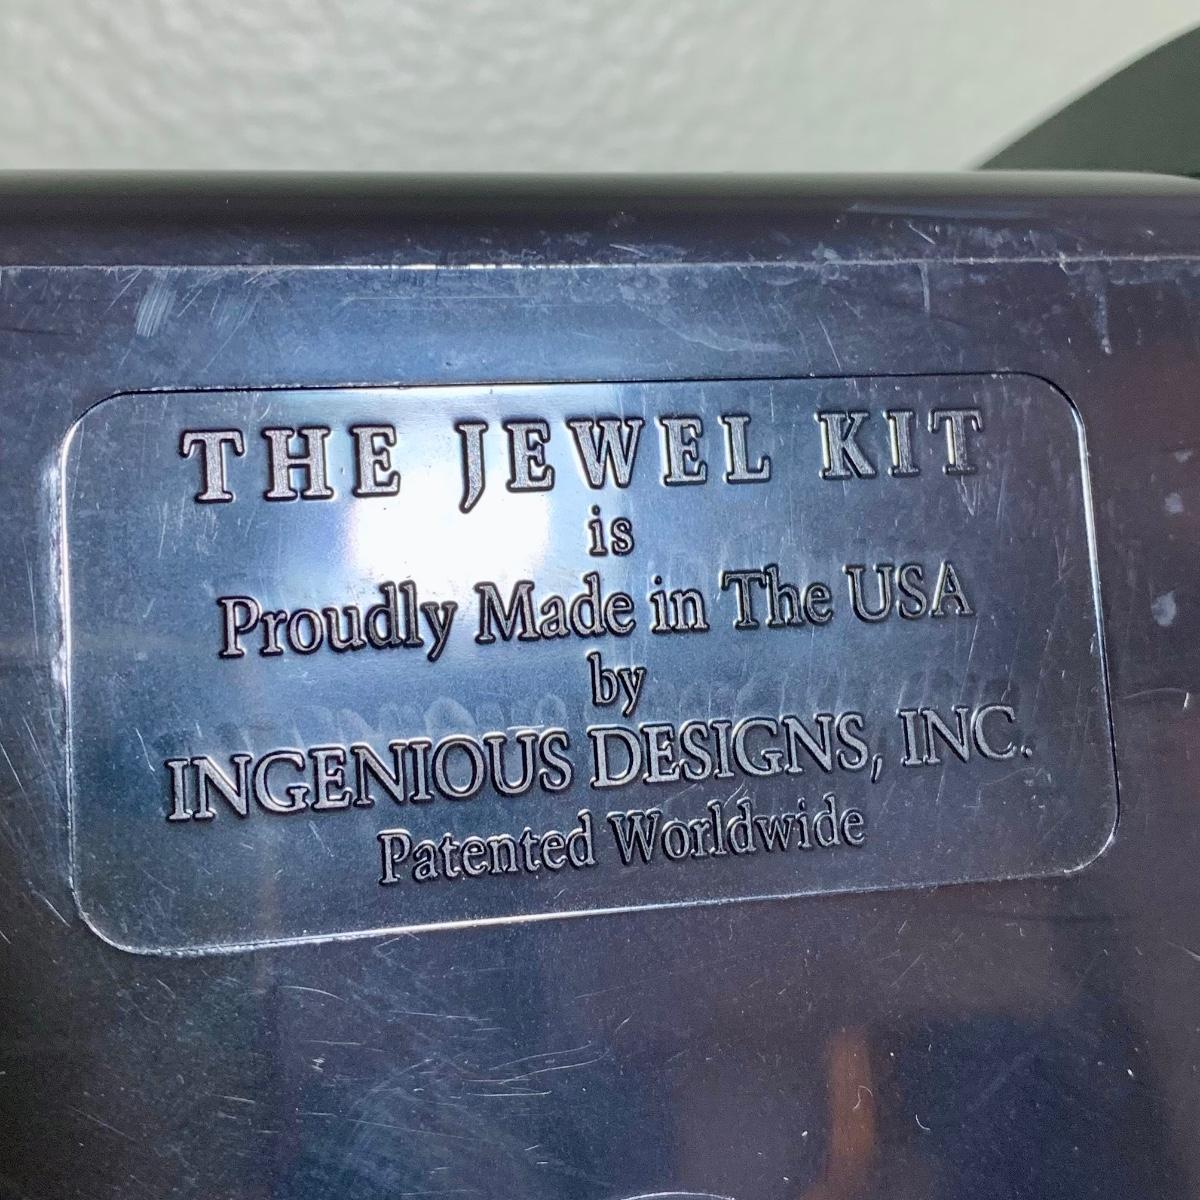 THE JEWEL KIT
is
Proudly Made in The USA
by
INGENIOUS DESIGNS, INC.
Patented Worldwide